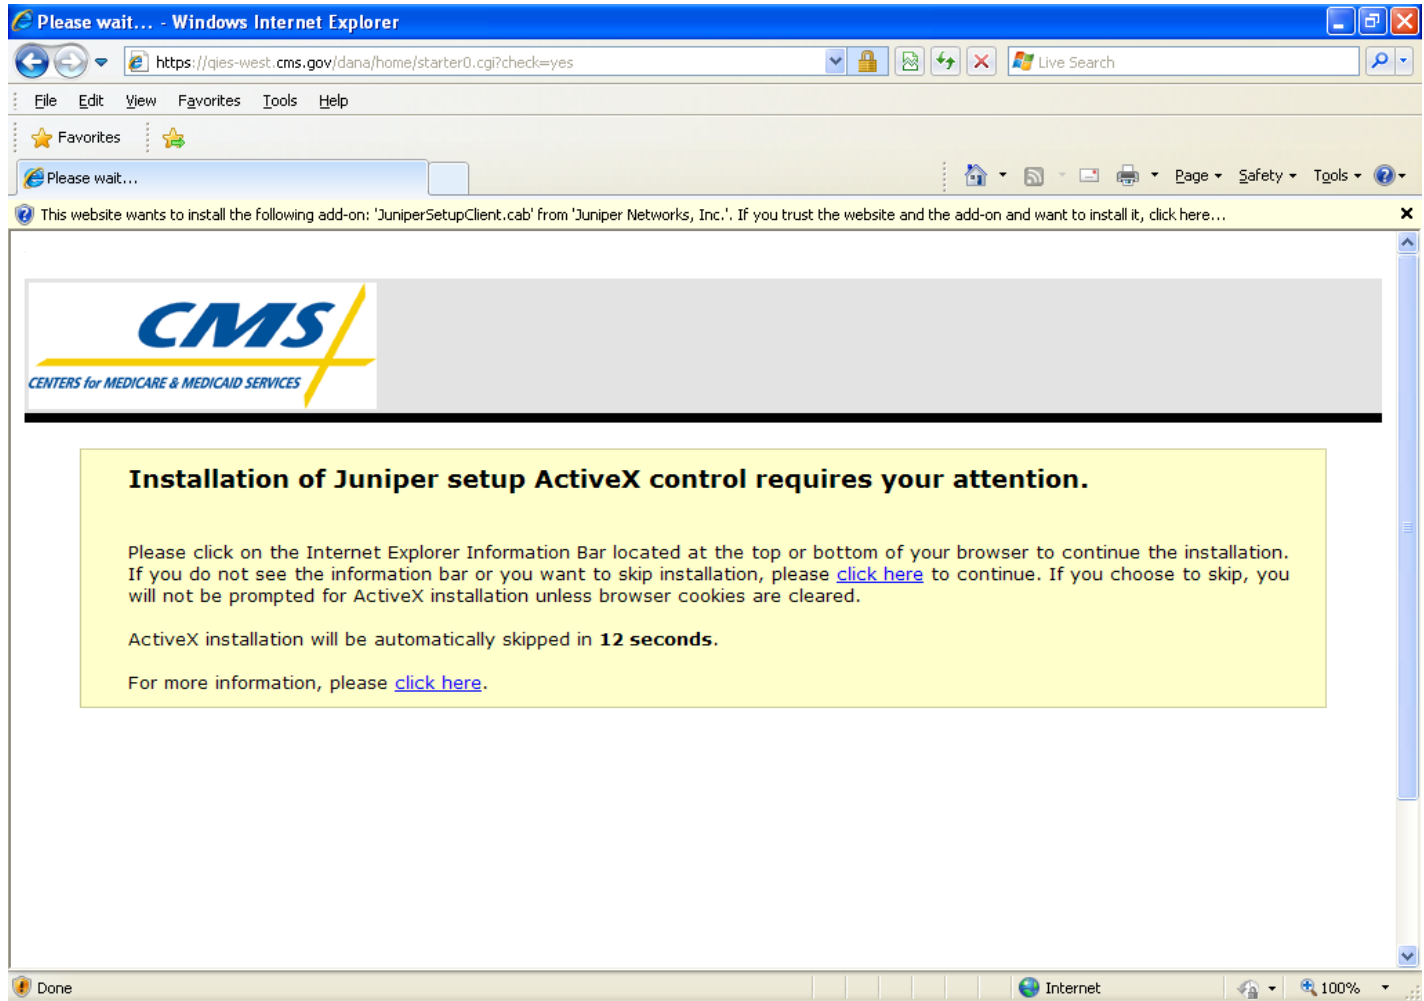 Please wait... - Windows Internet Explorer
https://qies-west.cms.gov/dana/home/starter0.cgi?check=yes
Live Search
File Edit View Favorites Tools Help
Favorites
Please wait...
Page Safety Tools
This website wants to install the following add-on: 'JuniperSetupClient.cab' from 'Juniper Networks, Inc.'. If you trust the website and the add-on and want to install it, click here...
CMS
CENTERS for MEDICARE & MEDICAID SERVICES
Installation of Juniper setup ActiveX control requires your attention.
Please click on the Internet Explorer Information Bar located at the top or bottom of your browser to continue the installation.
If you do not see the information bar or you want to skip installation, please click here to continue. If you choose to skip, you
will not be prompted for ActiveX installation unless browser cookies are cleared.
ActiveX installation will be automatically skipped in 12 seconds.
For more information, please click here.
Done
Internet
100%